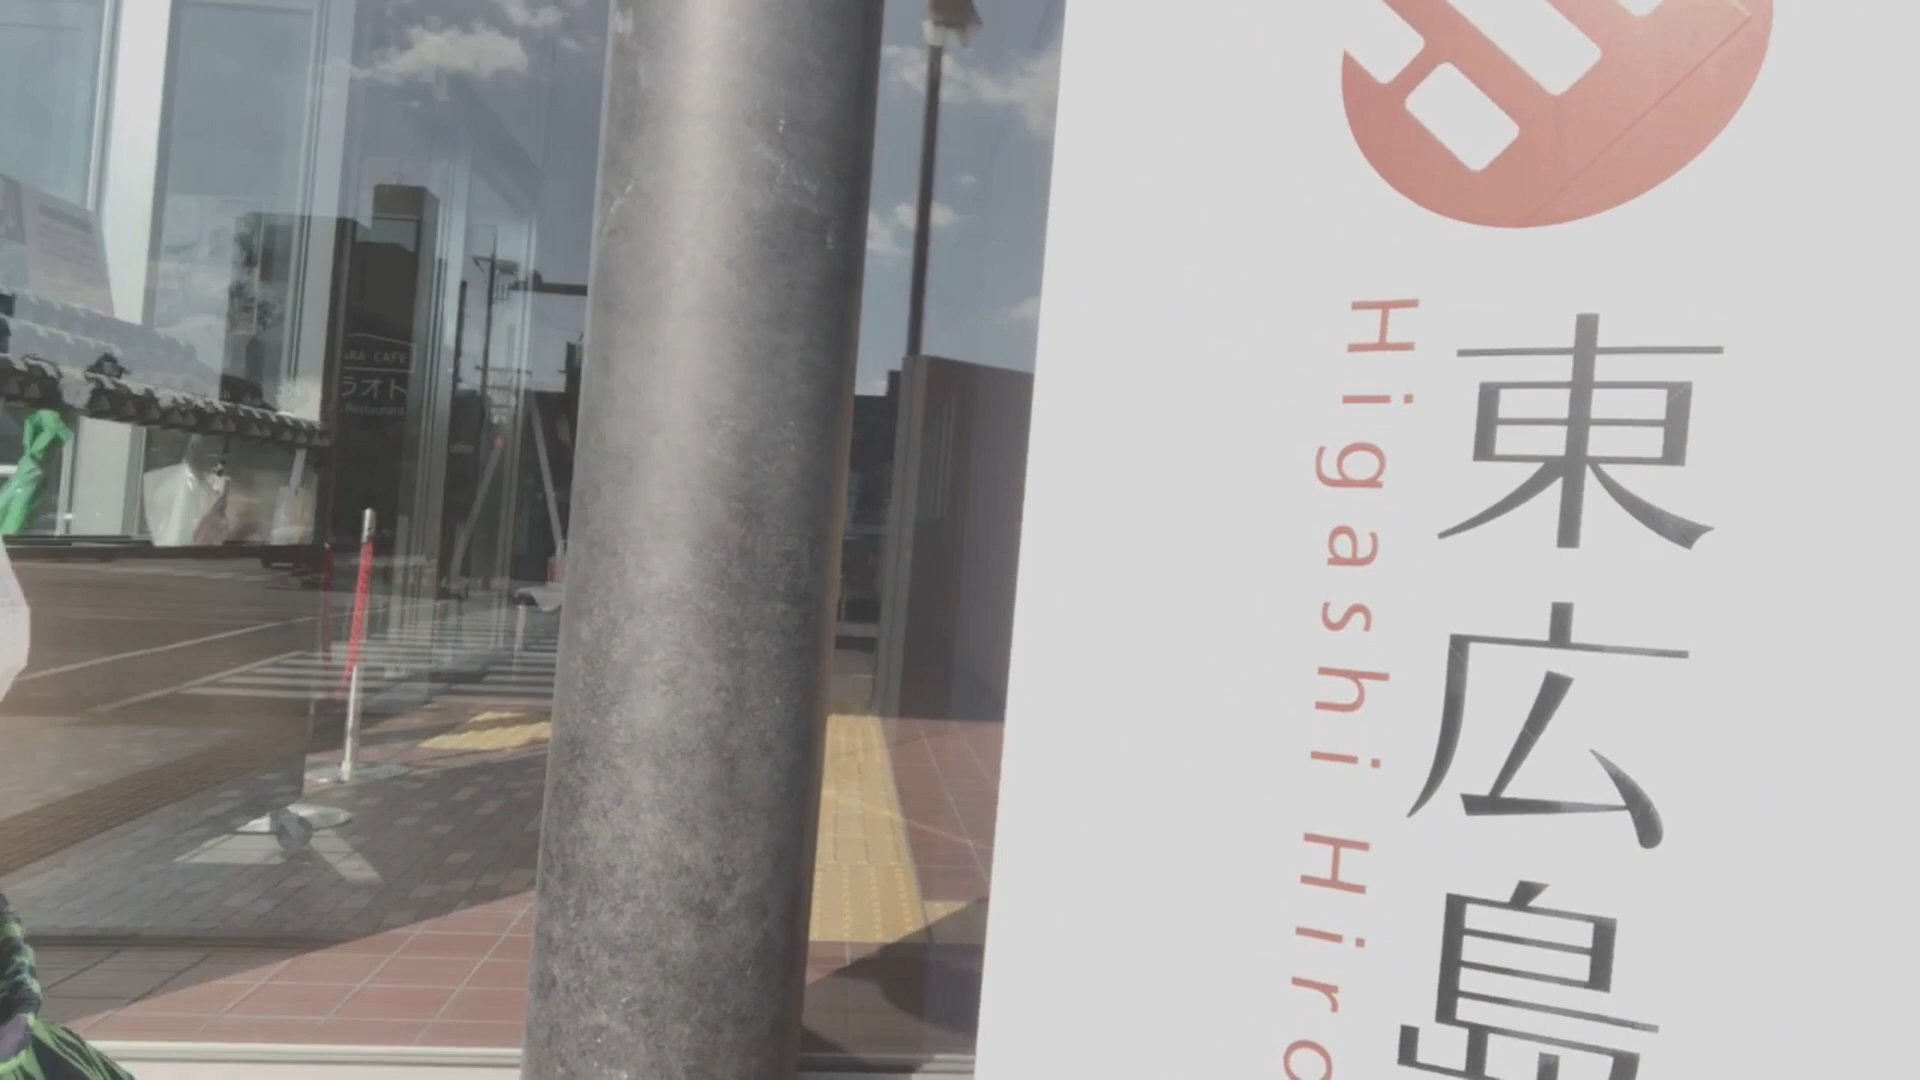 東広島
Higashi Hiro
CAFE
ラオト
Restaurant